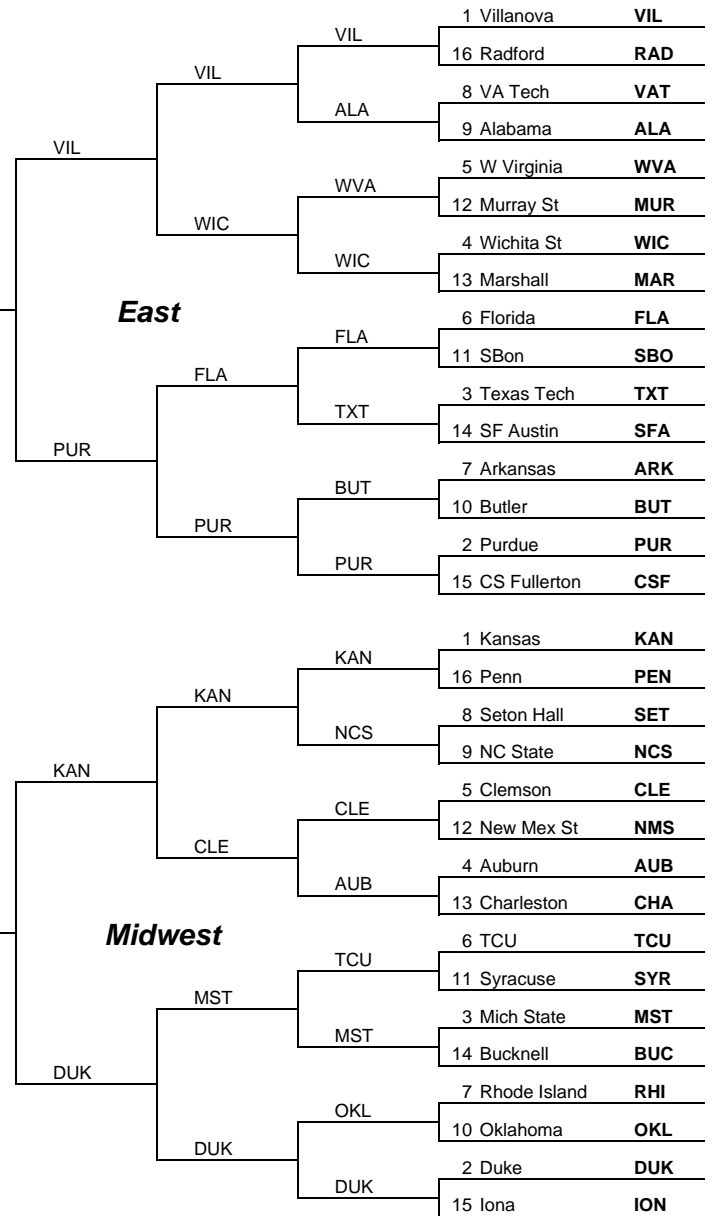 1 Villanova VIL
VIL
16 Radford RAD
VIL
8 VA Tech VAT
ALA
9 Alabama ALA
VIL
5 W Virginia WVA
WVA
12 Murray St MUR
WIC
4 Wichita St WIC
WIC
13 Marshall MAR
East
6 Florida FLA
FLA
11 SBon SBO
FLA
3 Texas Tech TXT
TXT
14 SF Austin SFA
PUR
7 Arkansas ARK
BUT
10 Butler BUT
PUR
2 Purdue PUR
PUR
15 CS Fullerton CSF
1 Kansas KAN
KAN
16 Penn PEN
KAN
8 Seton Hall SET
NCS
9 NC State NCS
KAN
5 Clemson CLE
CLE
12 New Mex St NMS
CLE
4 Auburn AUB
AUB
13 Charleston CHA
Midwest
6 TCU TCU
TCU
11 Syracuse SYR
MST
3 Mich State MST
MST
14 Bucknell BUC
DUK
7 Rhode Island RHI
OKL
10 Oklahoma OKL
DUK
2 Duke DUK
DUK
15 Iona ION